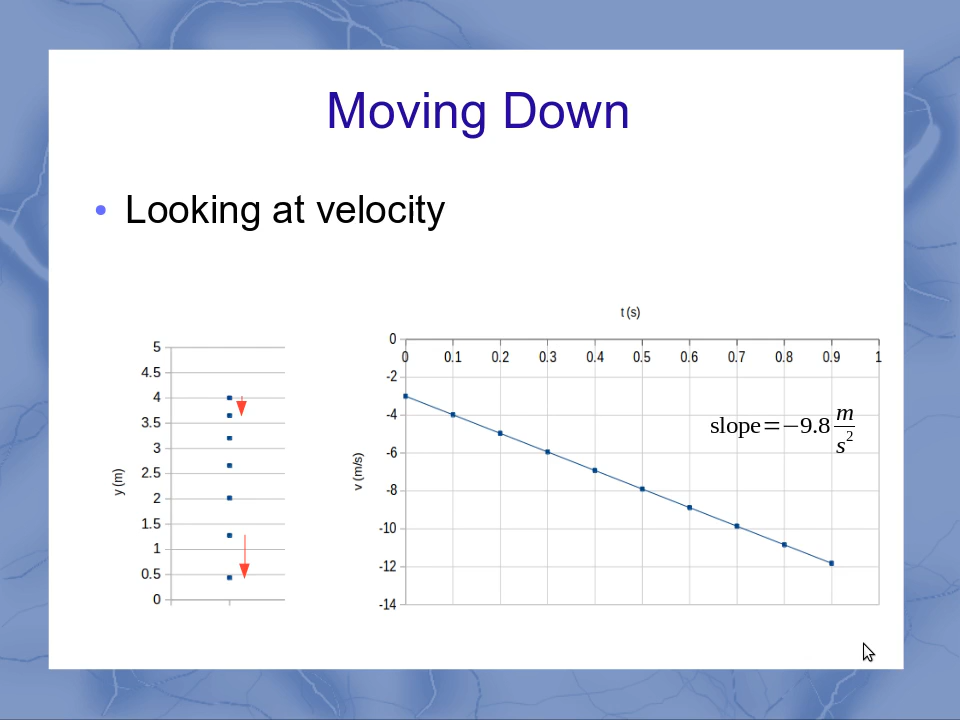 Moving Down
• Looking at velocity
y (m)
5
4.5
4
3.5
3
2.5
2
1.5
1
0.5
0
t (s)
0 0.1 0.2 0.3 0.4 0.5 0.6 0.7 0.8 0.9 1
v (m/s)
0
-2
-4
-6
-8
-10
-12
-14
slope=−9.8 m/s²